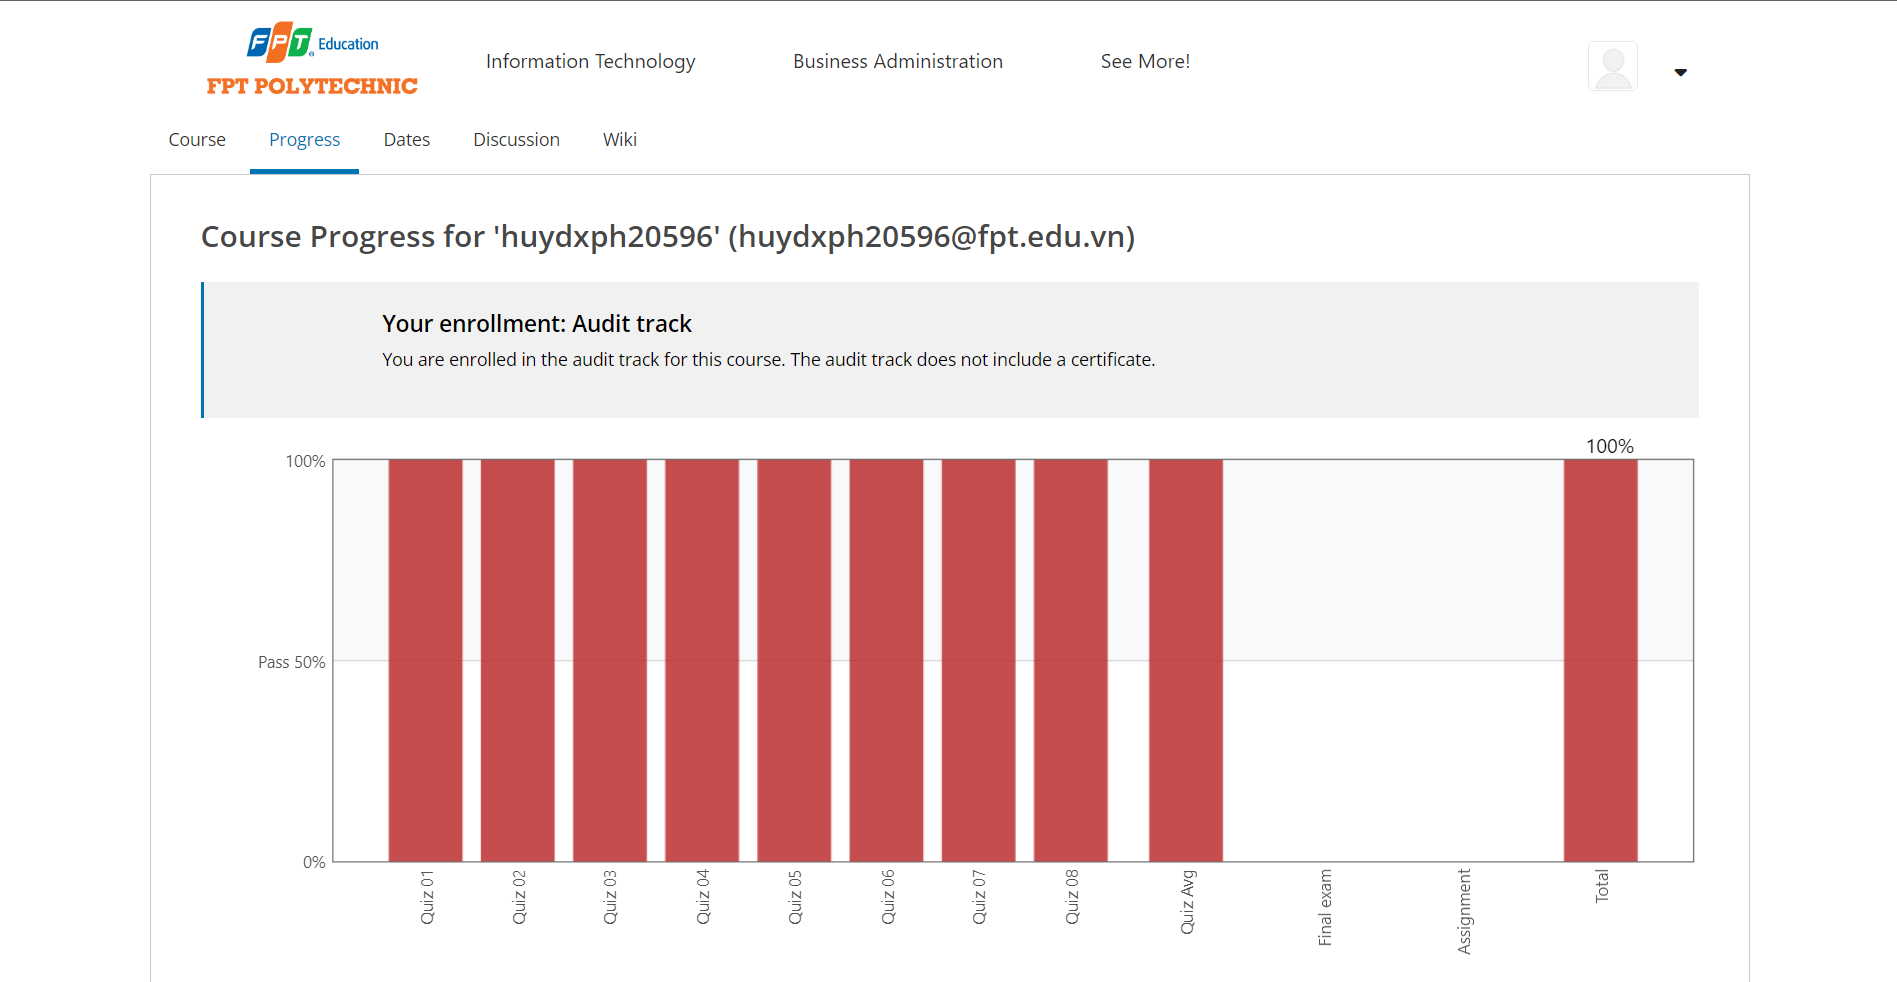 FPT Education
FPT POLYTECHNIC
Information Technology
Business Administration
See More!
Course
Progress
Dates
Discussion
Wiki
Course Progress for 'huydxph20596' (huydxph20596@fpt.edu.vn)
Your enrollment: Audit track
You are enrolled in the audit track for this course. The audit track does not include a certificate.
100%
100%
Pass 50%
0%
Quiz 01
Quiz 02
Quiz 03
Quiz 04
Quiz 05
Quiz 06
Quiz 07
Quiz 08
Quiz Avg
Final exam
Assignment
Total